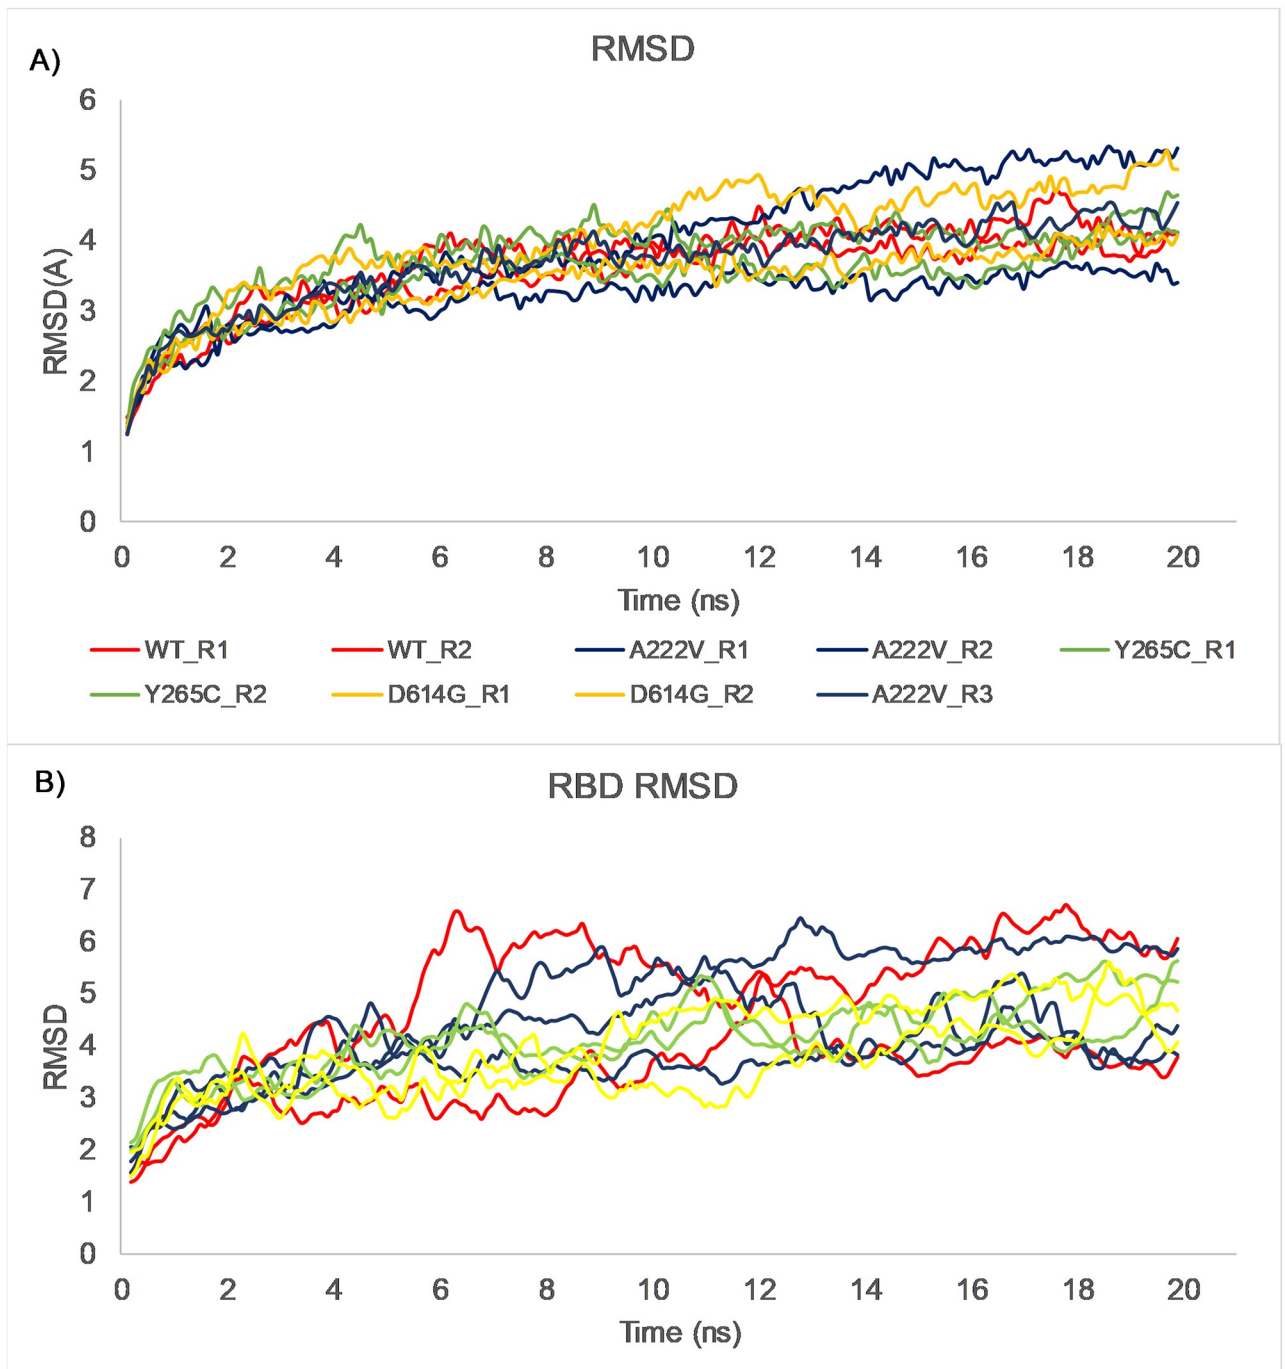 A)
RMSD
6
5
4
3
2
1
0
RMSD(A)
0 2 4 6 8 10 12 14 16 18 20
Time (ns)
WT_R1 WT_R2 A222V_R1 A222V_R2 Y265C_R1
Y265C_R2 D614G_R1 D614G_R2 A222V_R3
B)
RBD RMSD
8
7
6
5
4
3
2
1
0
RMSD
0 2 4 6 8 10 12 14 16 18 20
Time (ns)